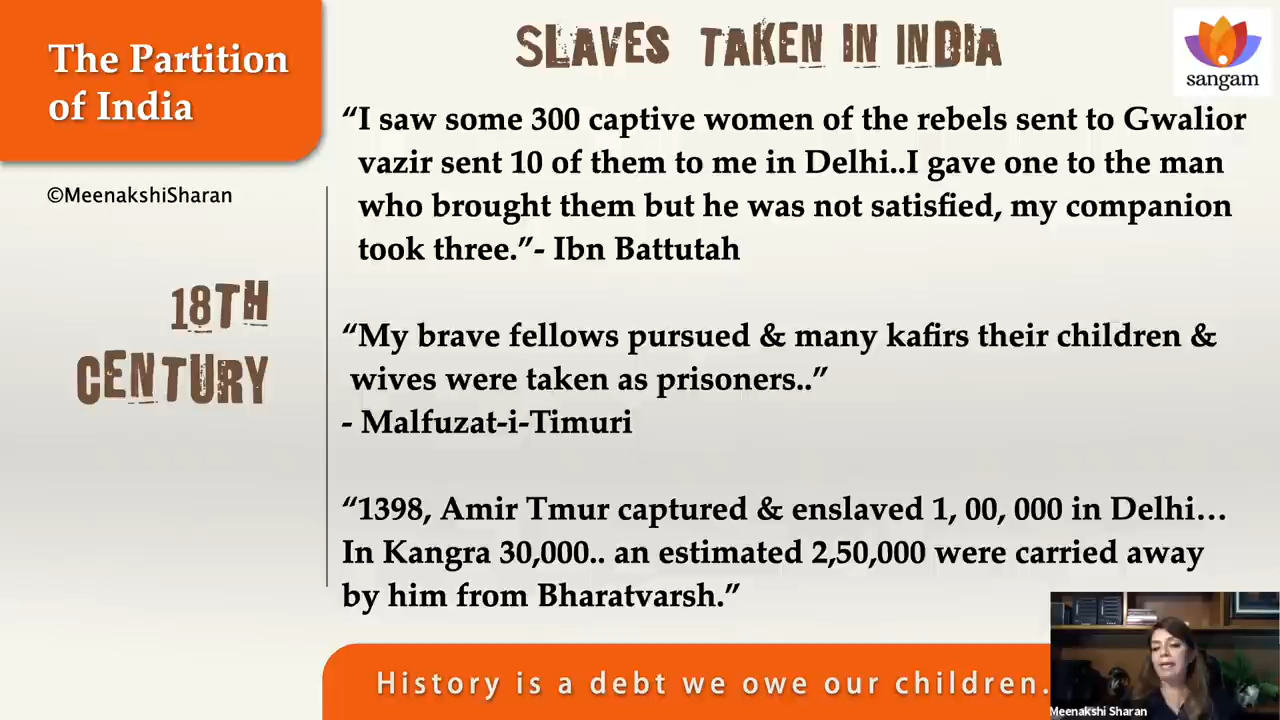 The Partition
of India
©MeenakshiSharan
18TH
CENTURY
SLAVES TAKEN IN INDIA
sangam
“I saw some 300 captive women of the rebels sent to Gwalior
vazir sent 10 of them to me in Delhi..I gave one to the man
who brought them but he was not satisfied, my companion
took three.”- Ibn Battutah
“My brave fellows pursued & many kafirs their children &
wives were taken as prisoners..”
- Malfuzat-i-Timuri
“1398, Amir Tmur captured & enslaved 1, 00, 000 in Delhi…
In Kangra 30,000.. an estimated 2,50,000 were carried away
by him from Bharatvarsh.”
History is a debt we owe our children.
Meenakshi Sharan